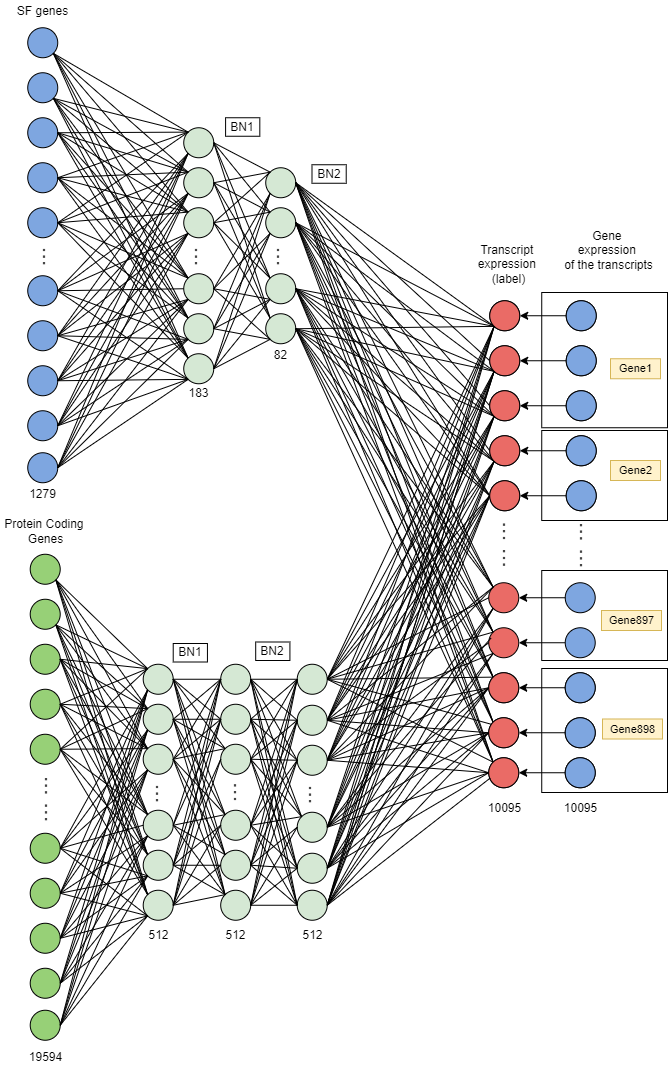 SF genes
BN1
BN2
82
183
1279
Transcript
expression
(label)
Gene
expression
of the transcripts
Gene1
Gene2
Gene897
Gene898
10095
10095
Protein Coding
Genes
BN1
BN2
512
512
512
19594